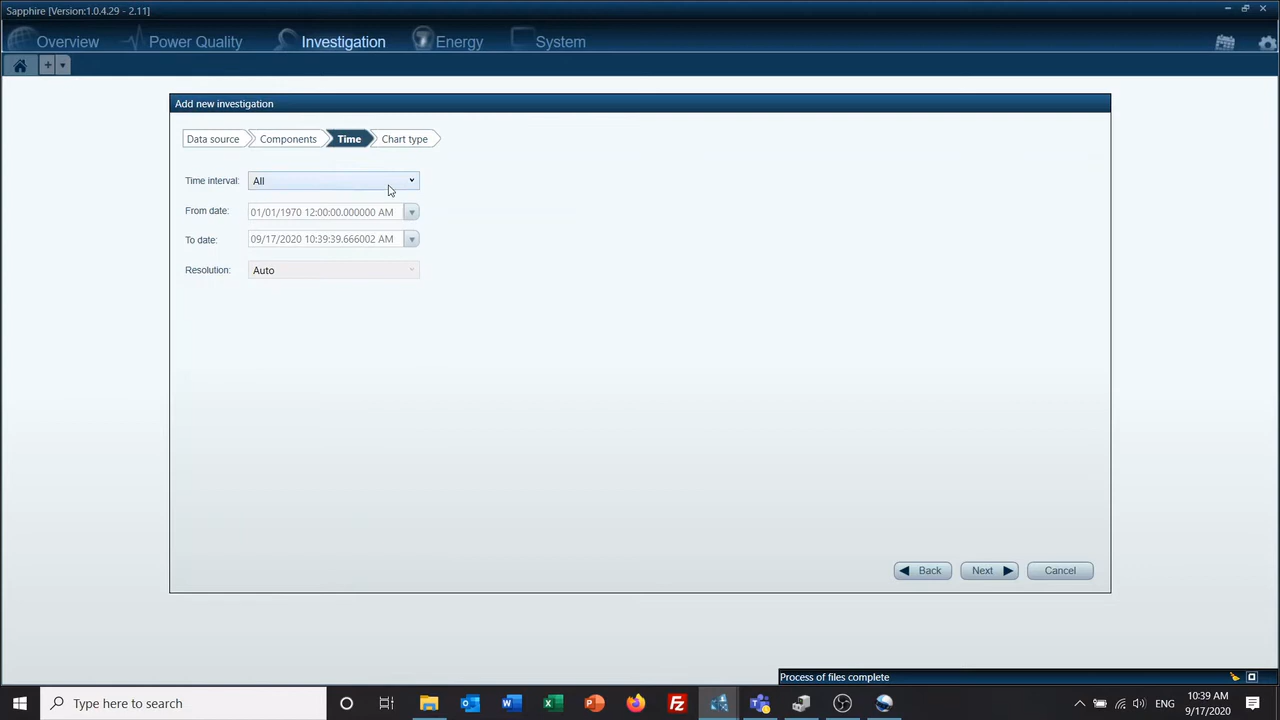 Sapphire [Version:1.0.4.29 - 2.11]
Overview Power Quality Investigation Energy System
+
Add new investigation
Data source Components Time Chart type
Time interval: All
From date: 01/01/1970 12:00:00.000000 AM
To date: 09/17/2020 10:39:39.666002 AM
Resolution: Auto
Back Next Cancel
Process of files complete
Type here to search
ENG
10:39 AM
9/17/2020